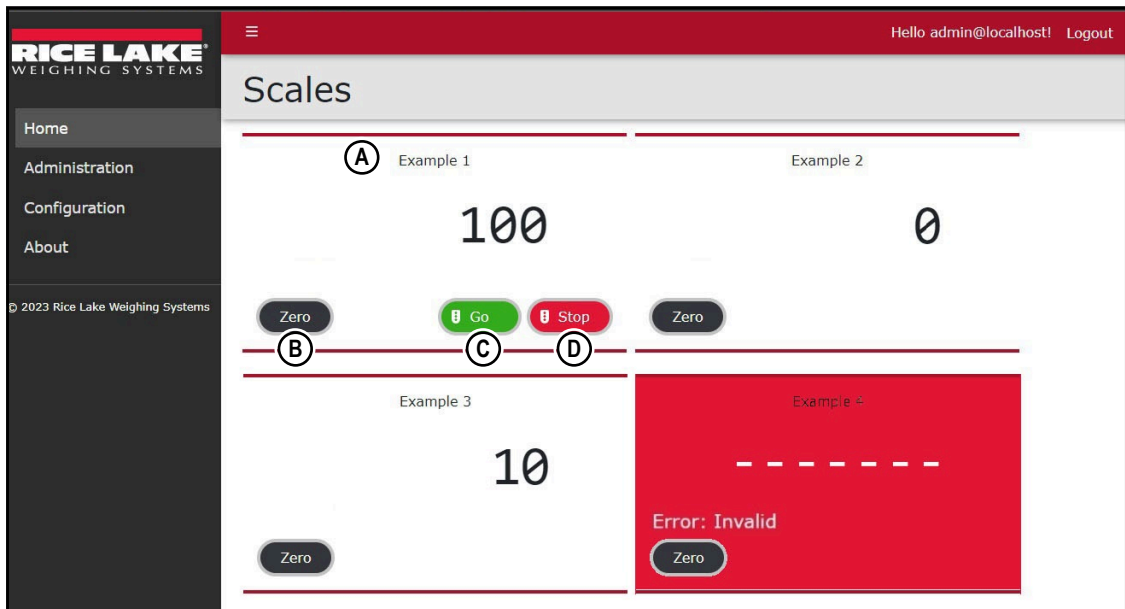 RICE LAKE®
WEIGHING SYSTEMS
Home
Administration
Configuration
About
© 2023 Rice Lake Weighing Systems
☰ Hello admin@localhost! Logout
Scales
A Example 1
100
Zero Go Stop
B C D
Example 2
0
Zero
Example 3
10
Zero
Example 4
- - - - - - -
Error: Invalid
Zero